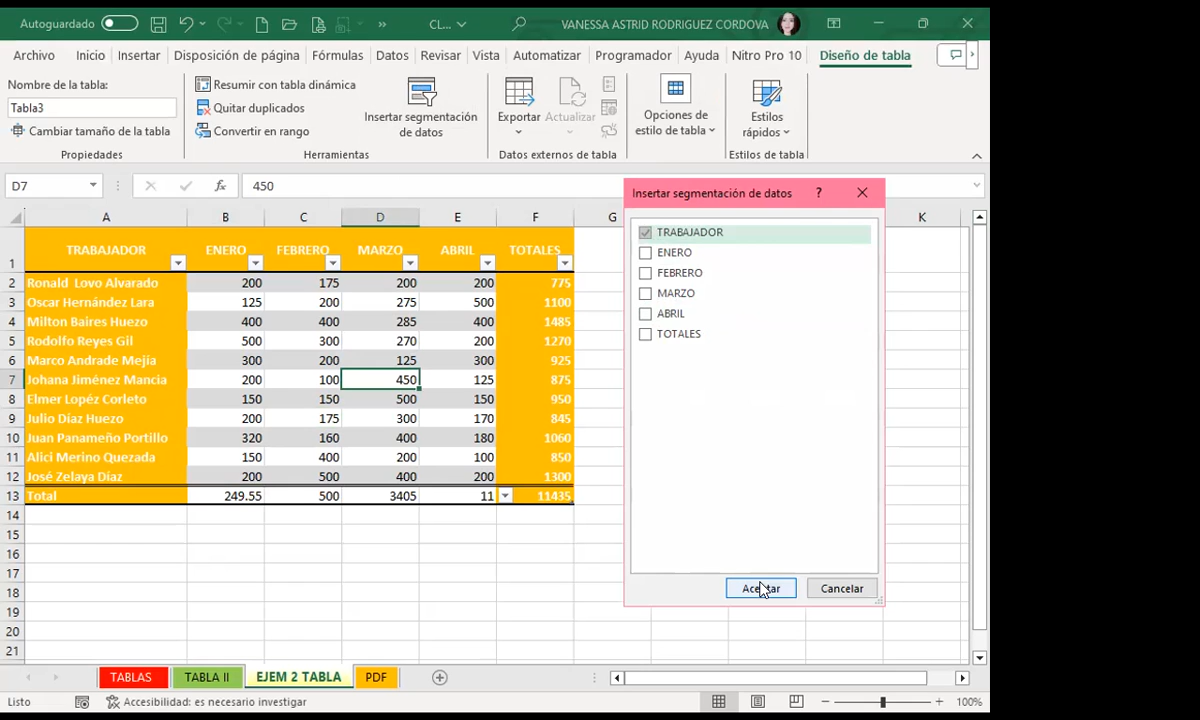 Autoguardado CL... VANESSA ASTRID RODRIGUEZ CORDOVA
Archivo Inicio Insertar Disposición de página Fórmulas Datos Revisar Vista Automatizar Programador Ayuda Nitro Pro 10 Diseño de tabla
Nombre de la tabla:
Tabla3
Cambiar tamaño de la tabla
Propiedades
Resumir con tabla dinámica
Quitar duplicados
Convertir en rango
Insertar segmentación
de datos
Herramientas
Exportar Actualizar
Datos externos de tabla
Opciones de
estilo de tabla
Estilos
rápidos
Estilos de tabla
D7 fx 450
A B C D E F G K
1 TRABAJADOR ENERO FEBRERO MARZO ABRIL TOTALES
2 Ronald Lovo Alvarado 200 175 200 200 775
3 Oscar Hernández Lara 125 200 275 500 1100
4 Milton Baires Huezo 400 400 285 400 1485
5 Rodolfo Reyes Gil 500 300 270 200 1270
6 Marco Andrade Mejía 300 200 125 300 925
7 Johana Jiménez Mancia 200 100 450 125 875
8 Elmer Lopéz Corleto 150 150 500 150 950
9 Julio Díaz Huezo 200 175 300 170 845
10 Juan Panameño Portillo 320 160 400 180 1060
11 Alici Merino Quezada 150 400 200 100 850
12 José Zelaya Díaz 200 500 400 200 1300
13 Total 249.55 500 3405 11 11435
14
15
16
17
18
19
20
21
Insertar segmentación de datos ?
TRABAJADOR
ENERO
FEBRERO
MARZO
ABRIL
TOTALES
Aceptar Cancelar
TABLAS TABLA II EJEM 2 TABLA PDF
Listo Accesibilidad: es necesario investigar 100%